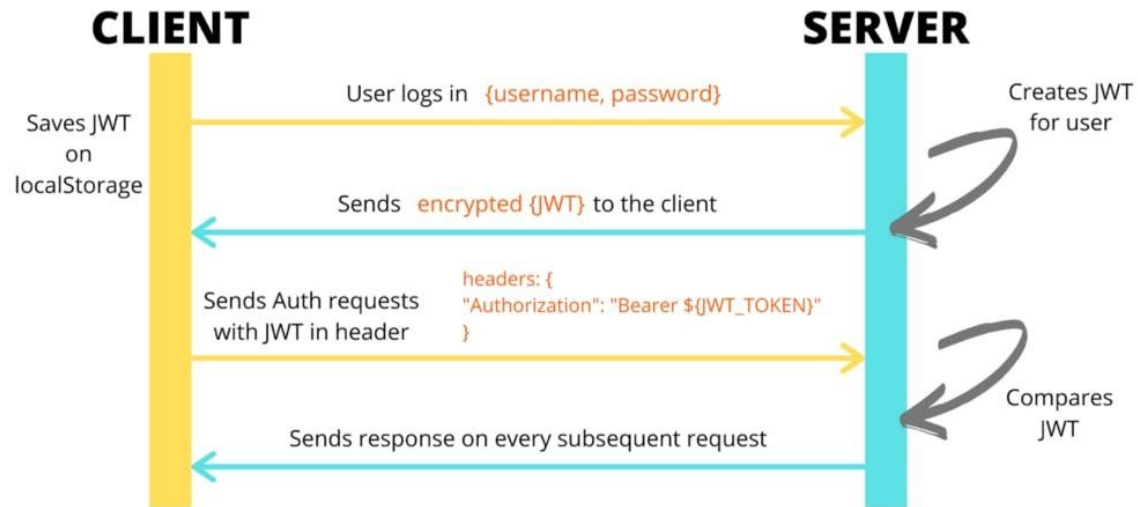 CLIENT
SERVER
User logs in {username, password}
Creates JWT
for user
Saves JWT
on
localStorage
Sends encrypted {JWT} to the client
Sends Auth requests
with JWT in header
headers: {
"Authorization": "Bearer ${JWT_TOKEN}"
}
Compares
JWT
Sends response on every subsequent request